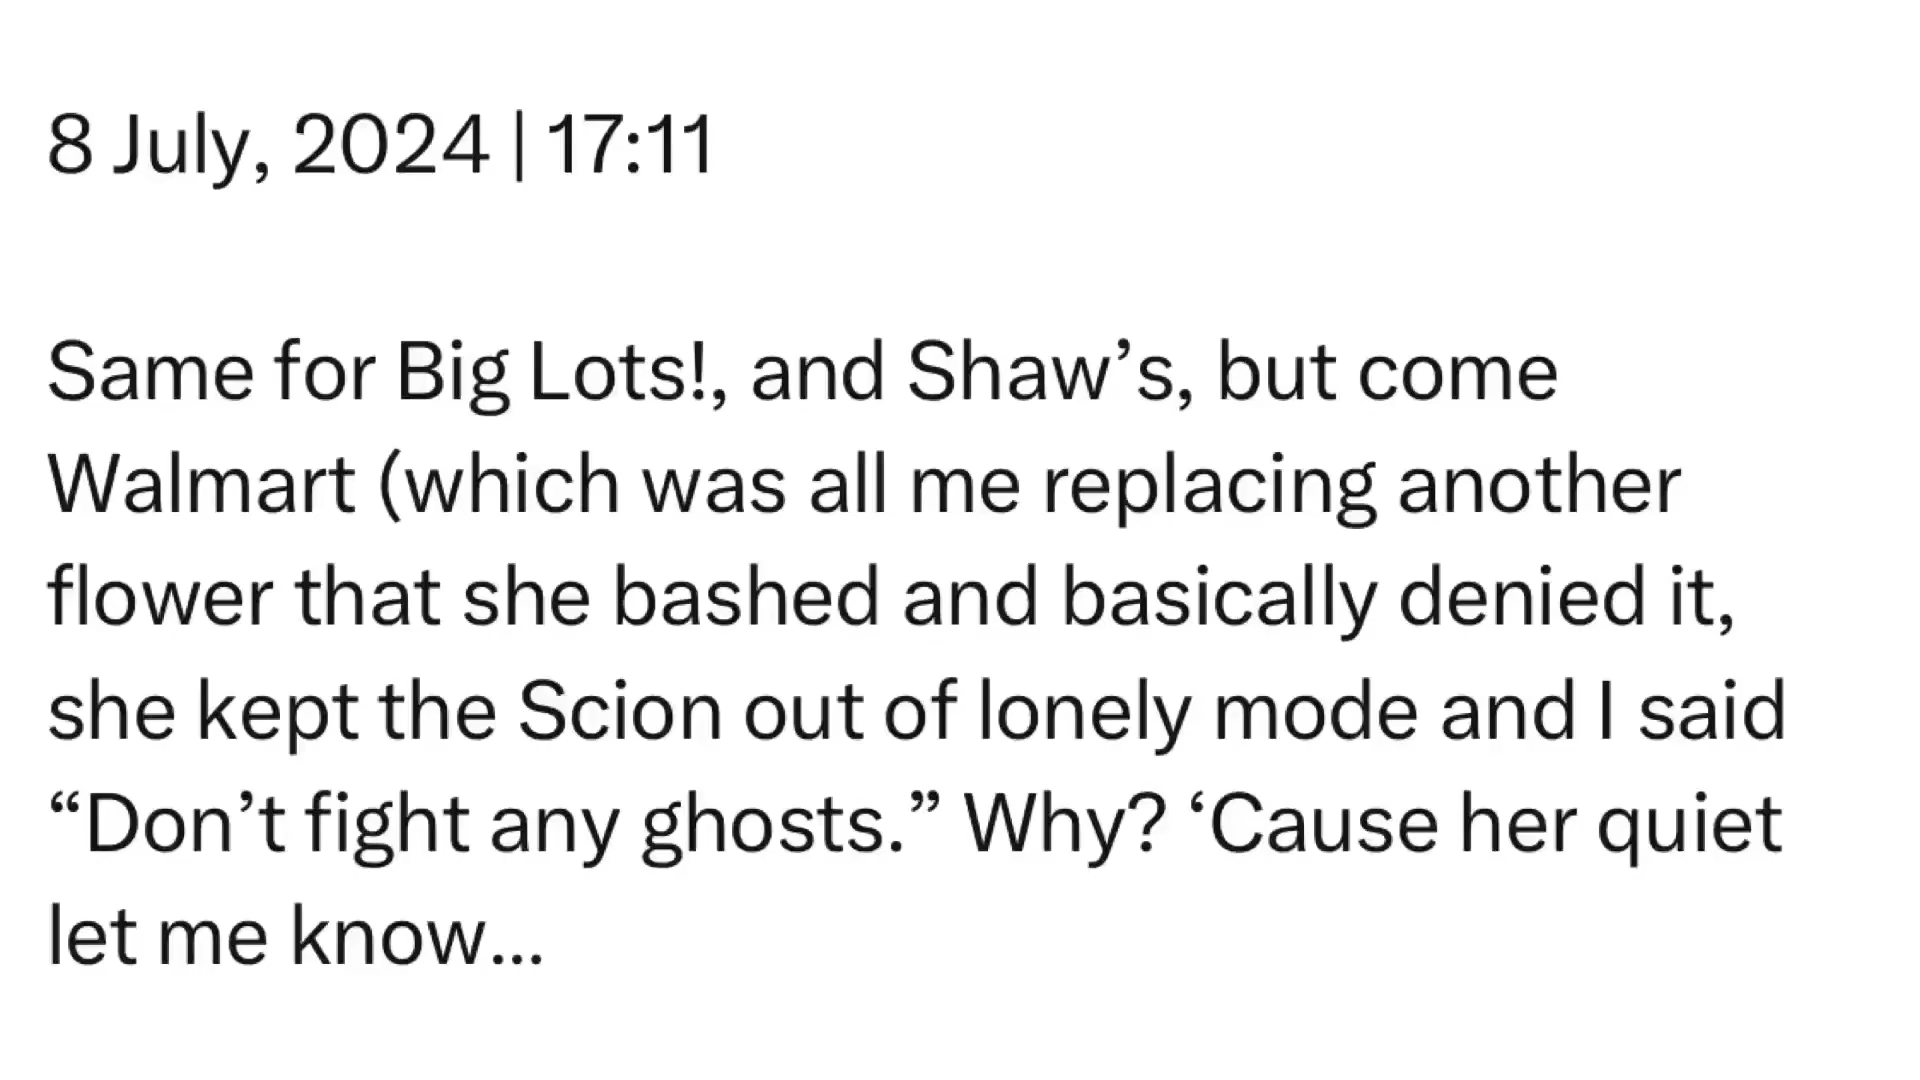 8 July, 2024 | 17:11
Same for Big Lots!, and Shaw’s, but come
Walmart (which was all me replacing another
flower that she bashed and basically denied it,
she kept the Scion out of lonely mode and I said
“Don’t fight any ghosts.” Why? ‘Cause her quiet
let me know...